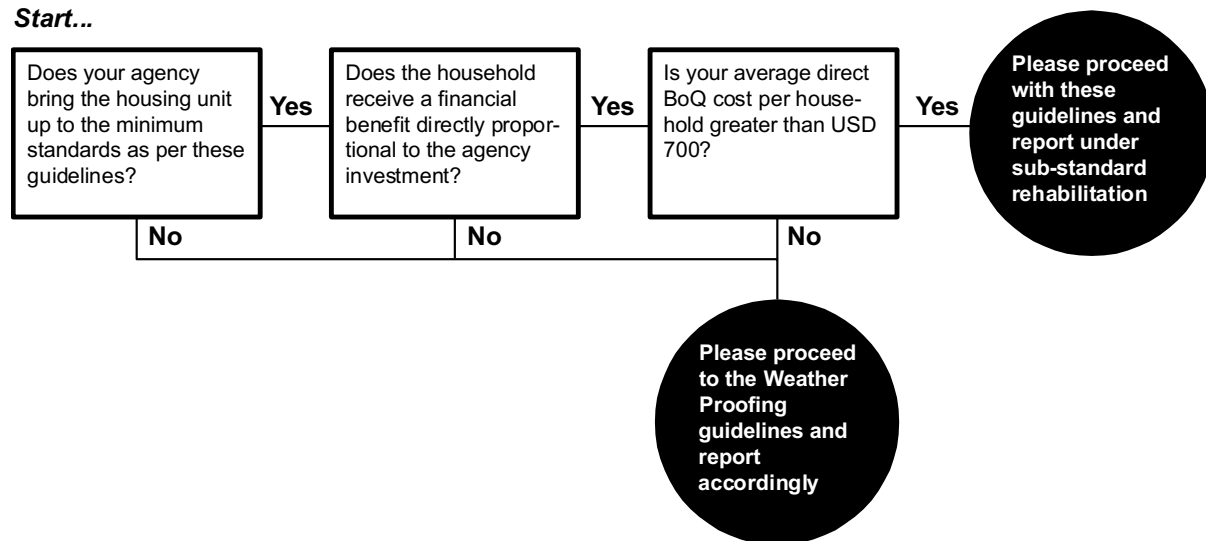 Start...
Does your agency
bring the housing unit
up to the minimum
standards as per these
guidelines?
Yes
No
Does the household
receive a financial
benefit directly propor-
tional to the agency
investment?
Yes
No
Is your average direct
BoQ cost per house-
hold greater than USD
700?
Yes
No
Please proceed
with these
guidelines and
report under
sub-standard
rehabilitation
Please proceed
to the Weather
Proofing
guidelines and
report
accordingly